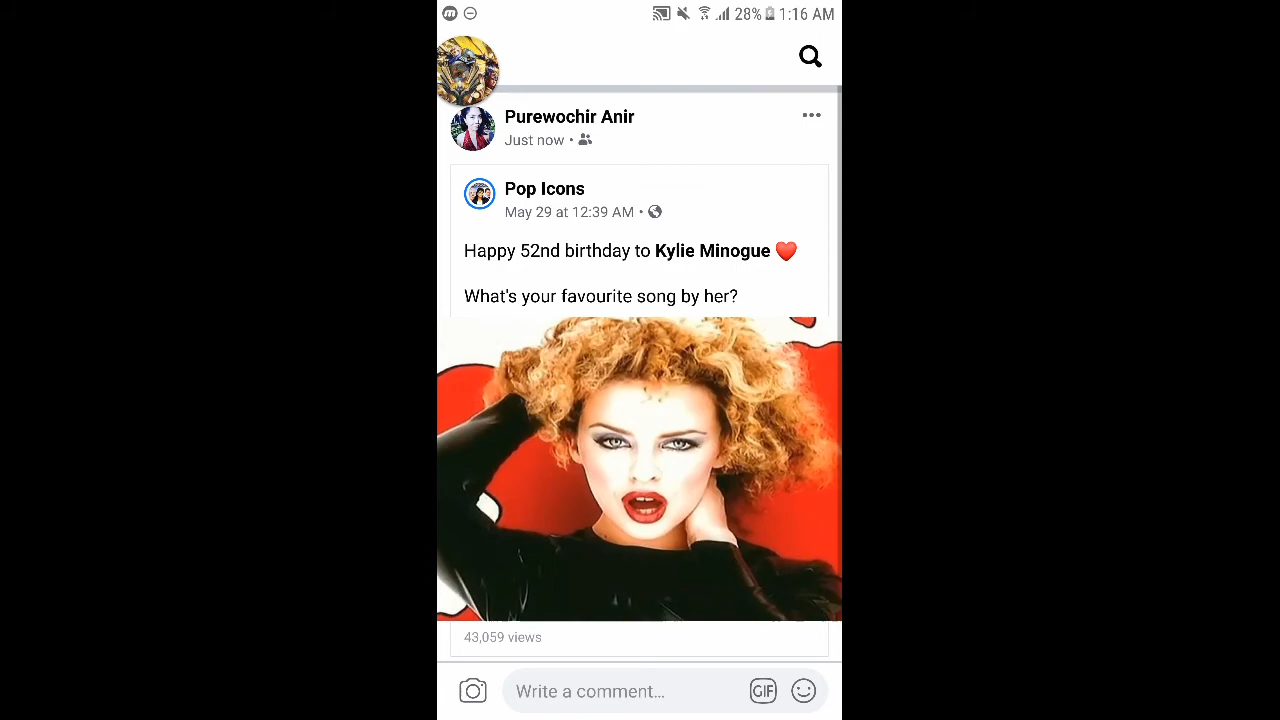 28% 1:16 AM
Purewochir Anir
Just now •
Pop Icons
May 29 at 12:39 AM •
Happy 52nd birthday to Kylie Minogue ❤️
What's your favourite song by her?
43,059 views
Write a comment...
GIF